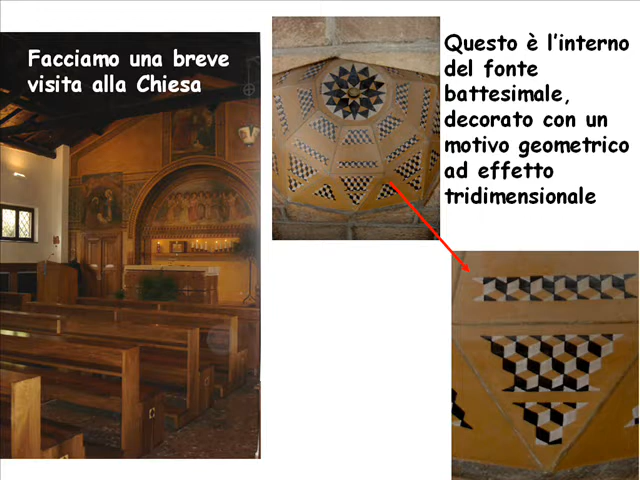 Facciamo una breve
visita alla Chiesa
Questo è l'interno
del fonte
battesimale,
decorato con un
motivo geometrico
ad effetto
tridimensionale